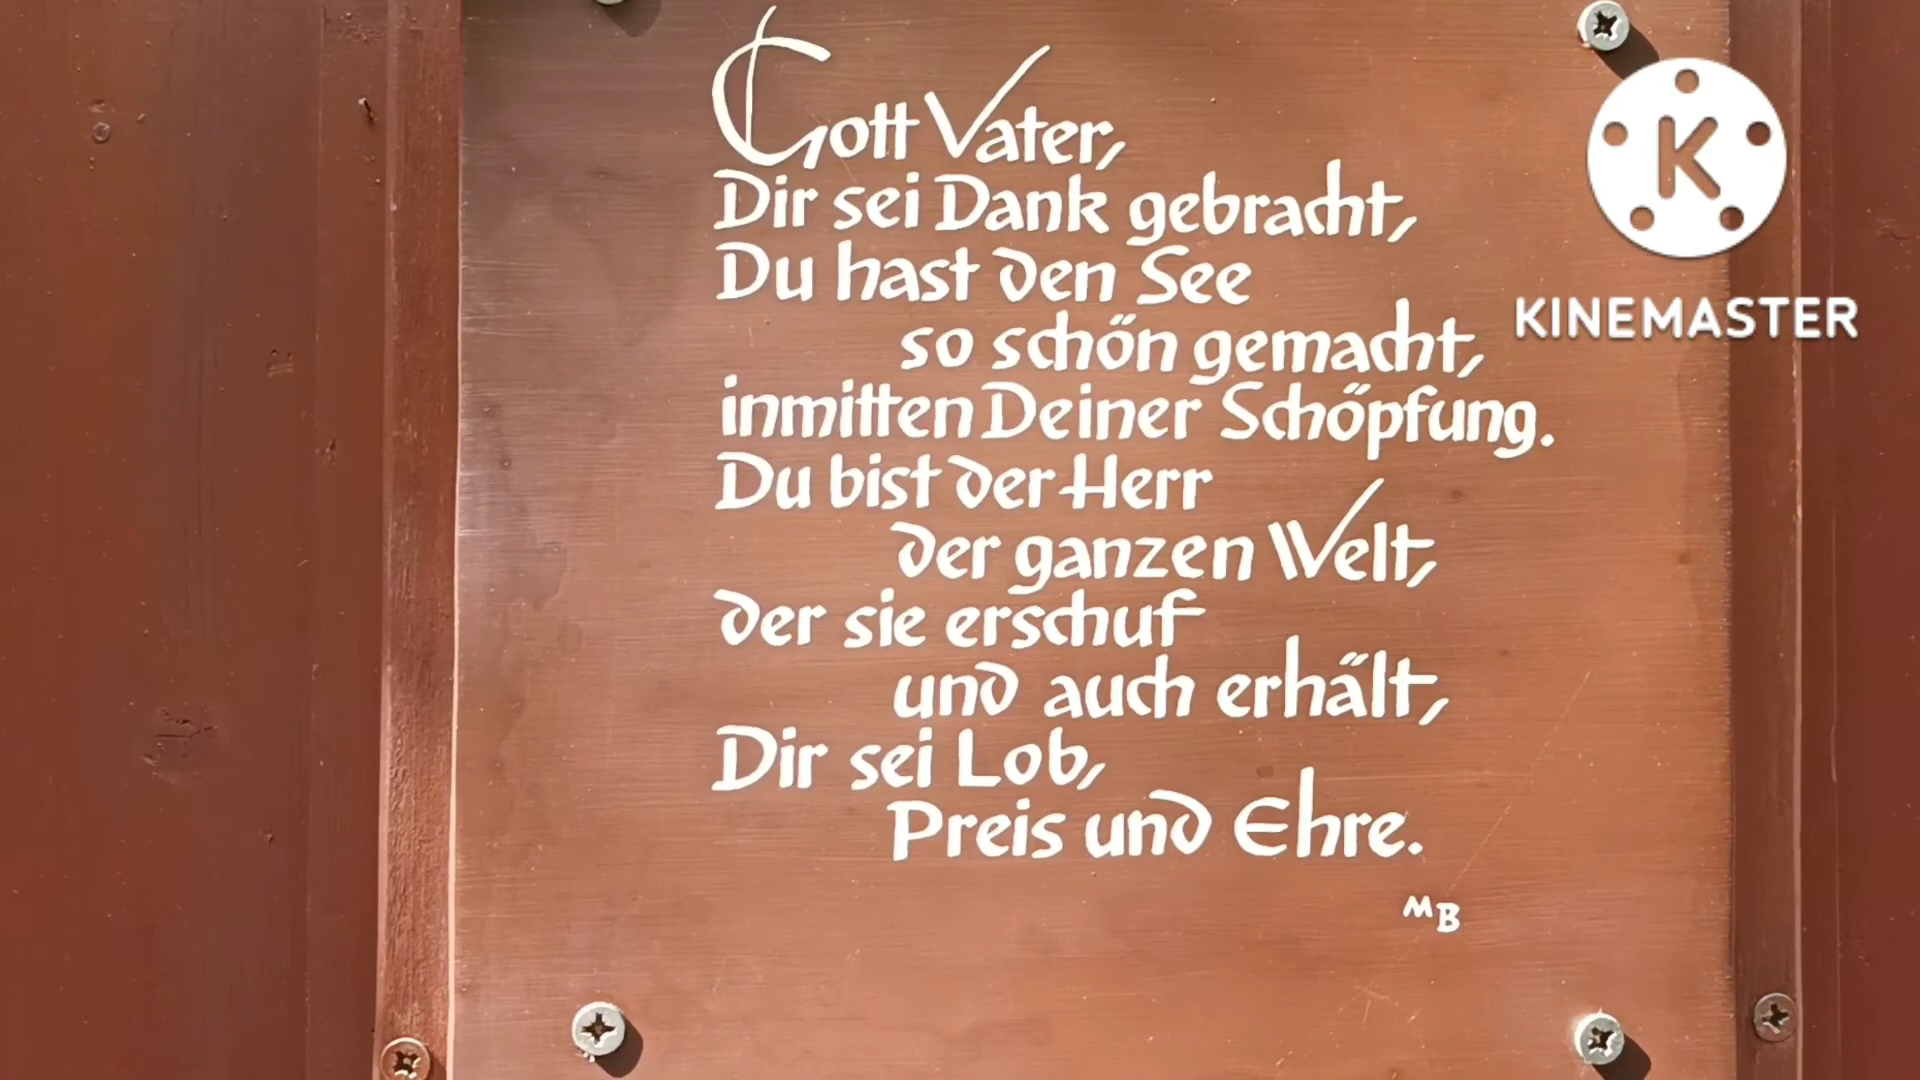 Gott Vater,
Dir sei Dank gebracht,
Du hast den See
so schön gemacht,
inmitten Deiner Schöpfung.
Du bist der Herr
der ganzen Welt,
der sie erschuf
und auch erhält,
Dir sei Lob,
Preis und Ehre.
MB
K
KINEMASTER